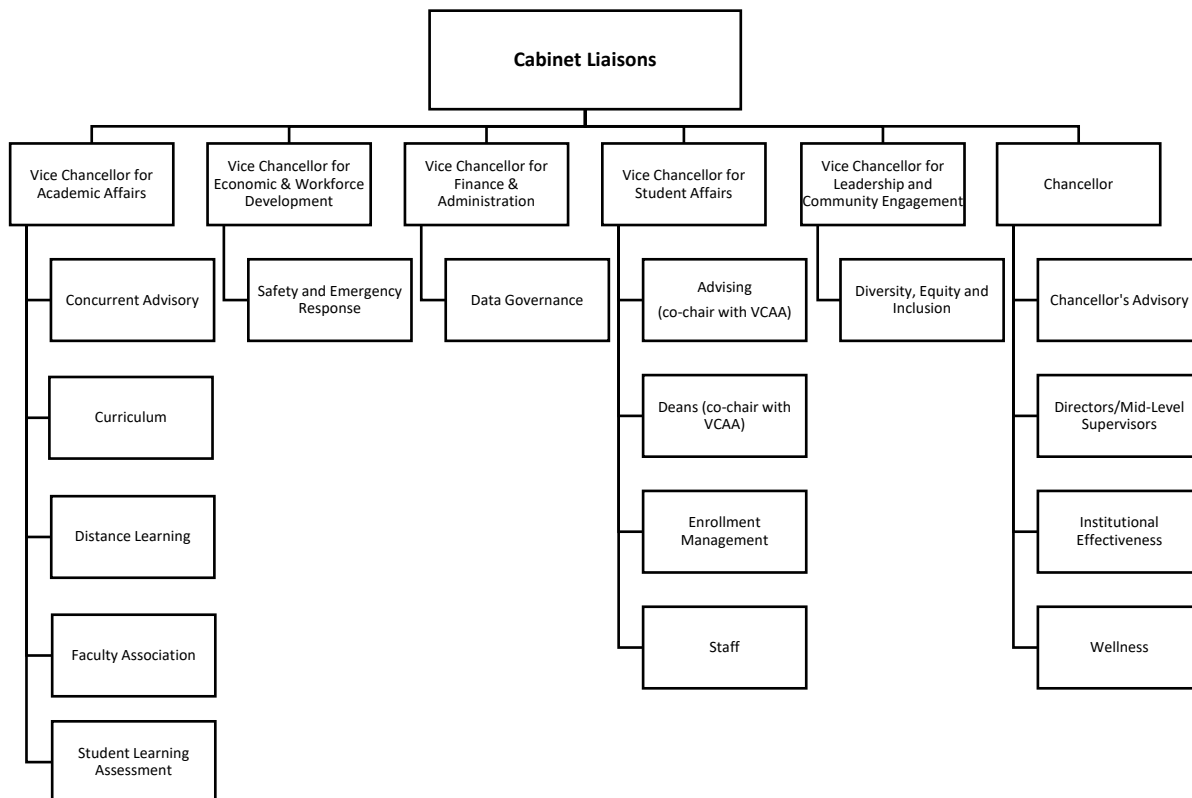 Cabinet Liaisons
Vice Chancellor for
Academic Affairs
Vice Chancellor for
Economic & Workforce
Development
Vice Chancellor for
Finance &
Administration
Vice Chancellor for
Student Affairs
Vice Chancellor for
Leadership and
Community Engagement
Chancellor
Concurrent Advisory
Curriculum
Distance Learning
Faculty Association
Student Learning
Assessment
Safety and Emergency
Response
Data Governance
Advising
(co-chair with VCAA)
Deans (co-chair with
VCAA)
Enrollment
Management
Staff
Diversity, Equity and
Inclusion
Chancellor's Advisory
Directors/Mid-Level
Supervisors
Institutional
Effectiveness
Wellness